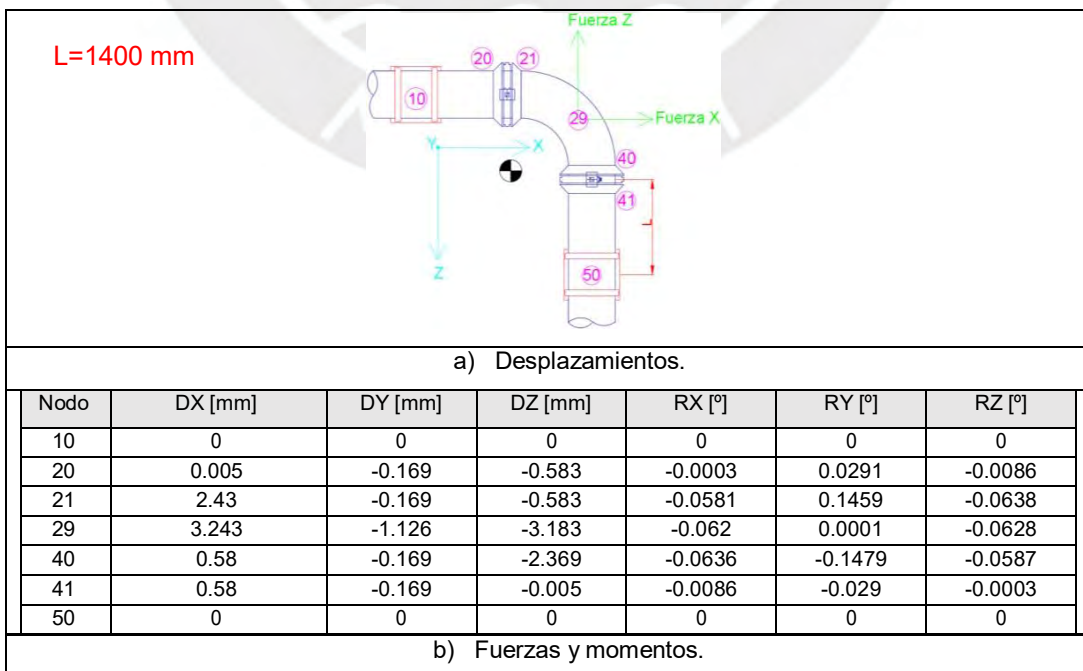 L=1400 mm
Fuerza Z
20 21
10
29 Fuerza X
Y X
40
41
L
Z
50
a) Desplazamientos.
Nodo DX [mm] DY [mm] DZ [mm] RX [º] RY [º] RZ [º]
10 0 0 0 0 0 0
20 0.005 -0.169 -0.583 -0.0003 0.0291 -0.0086
21 2.43 -0.169 -0.583 -0.0581 0.1459 -0.0638
29 3.243 -1.126 -3.183 -0.062 0.0001 -0.0628
40 0.58 -0.169 -2.369 -0.0636 -0.1479 -0.0587
41 0.58 -0.169 -0.005 -0.0086 -0.029 -0.0003
50 0 0 0 0 0 0
b) Fuerzas y momentos.